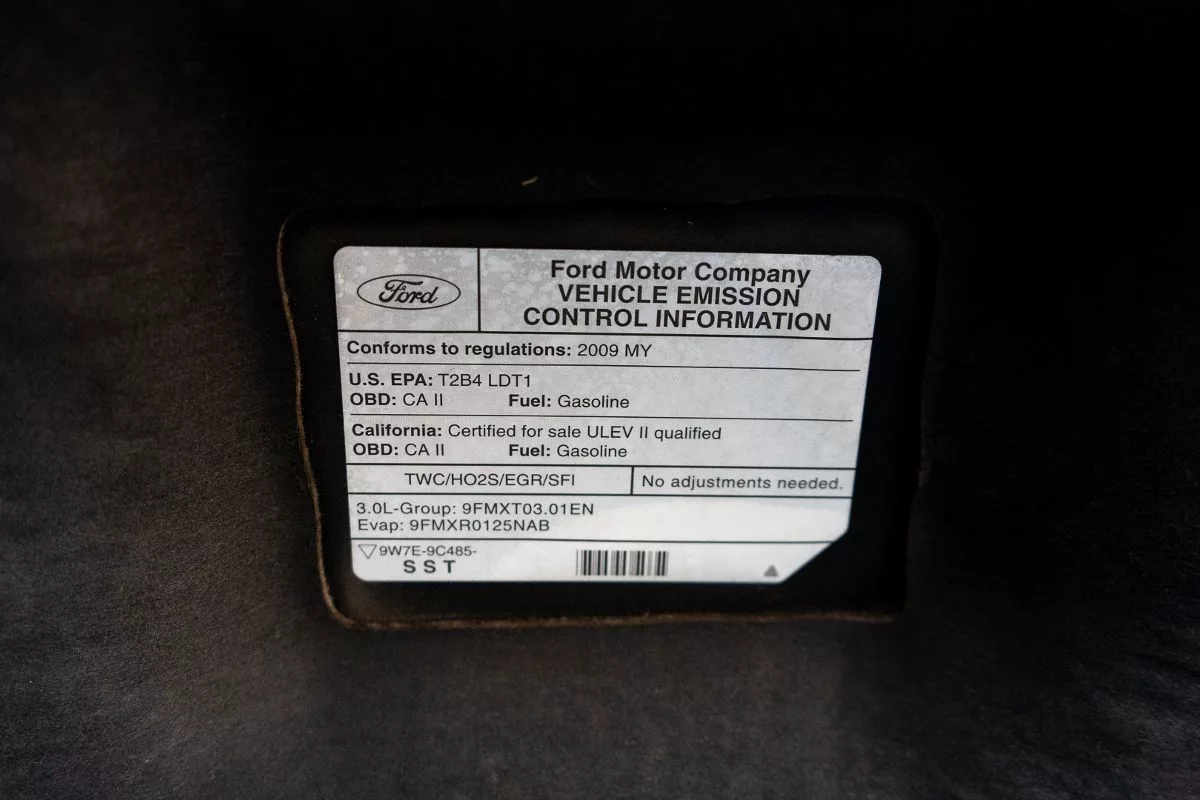 Ford
Ford Motor Company
VEHICLE EMISSION
CONTROL INFORMATION
Conforms to regulations: 2009 MY
U.S. EPA: T2B4 LDT1
OBD: CA II Fuel: Gasoline
California: Certified for sale ULEV II qualified
OBD: CA II Fuel: Gasoline
TWC/HO2S/EGR/SFI No adjustments needed.
3.0L-Group: 9FMXT03.01EN
Evap: 9FMXR0125NAB
9W7E-9C485-
SST